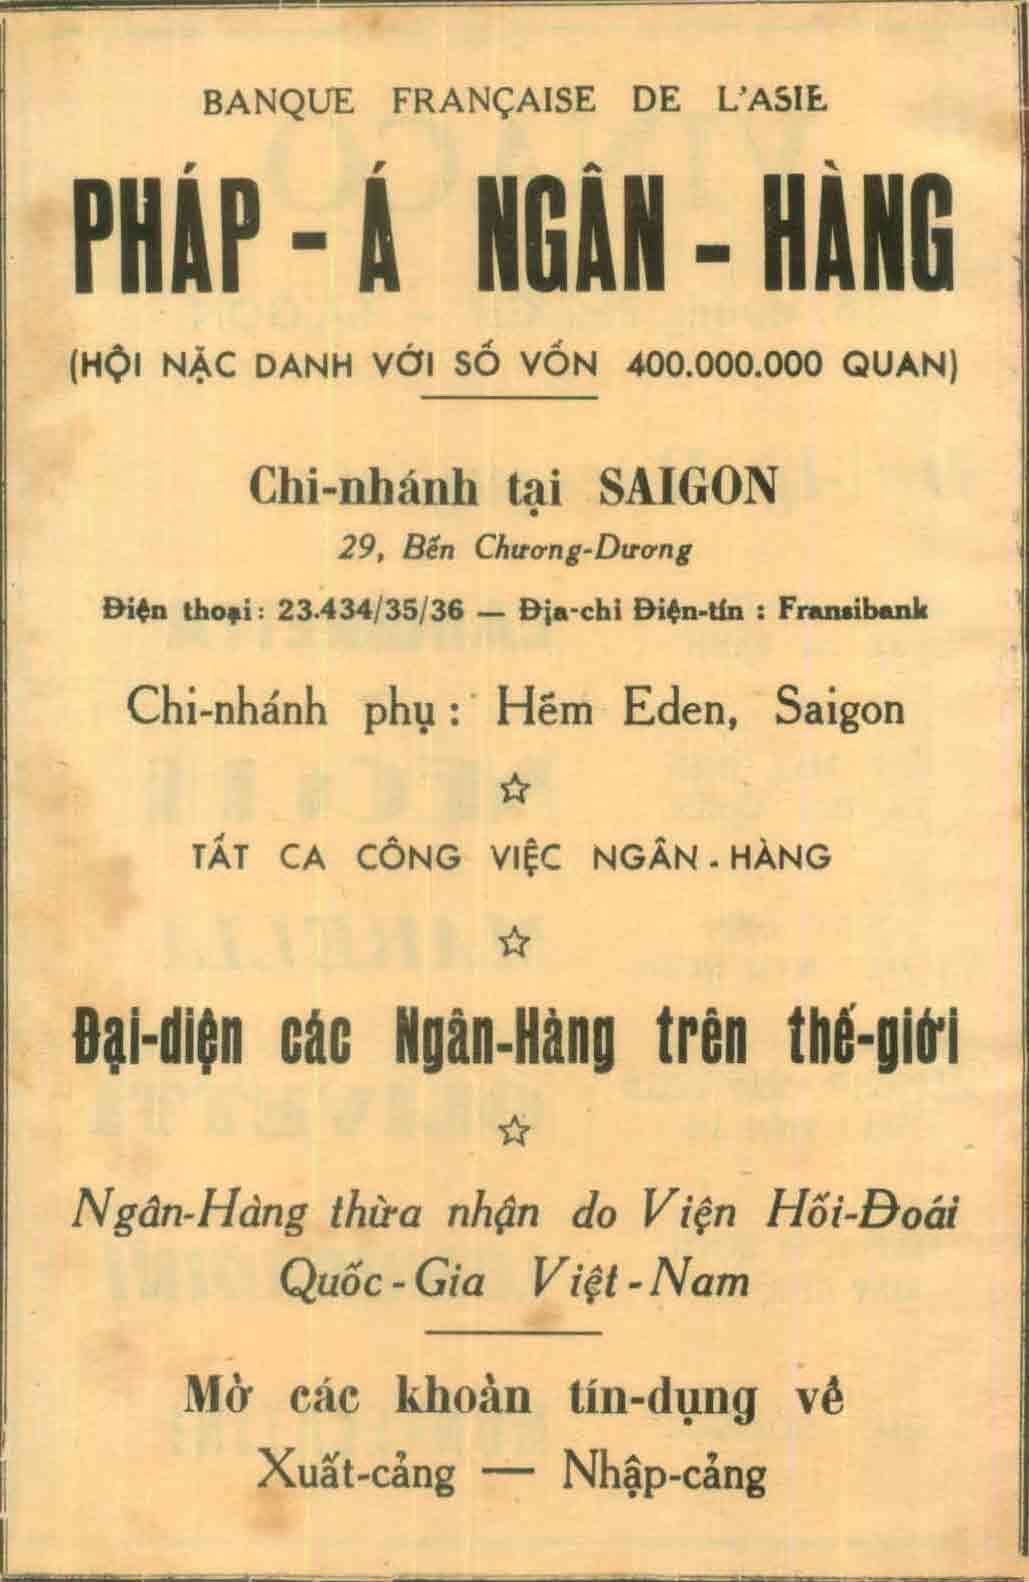 BANQUE FRANÇAISE DE L'ASIE
PHÁP - Á NGÂN - HÀNG
(HỘI NẶC DANH VỚI SỐ VỐN 400.000.000 QUAN)
Chi-nhánh tại SAIGON
29, Bến Chương-Dương
Điện thoại: 23.434/35/36 — Địa-chỉ Điện-tín : Fransibank
Chi-nhánh phụ : Hẻm Eden, Saigon
☆
TẤT CA CÔNG VIỆC NGÂN - HÀNG
☆
Đại-diện các Ngân-Hàng trên thế-giới
☆
Ngân-Hàng thừa nhận do Viện Hối-Đoái
Quốc - Gia Việt - Nam
Mở các khoản tín-dụng về
Xuất-cảng — Nhập-cảng